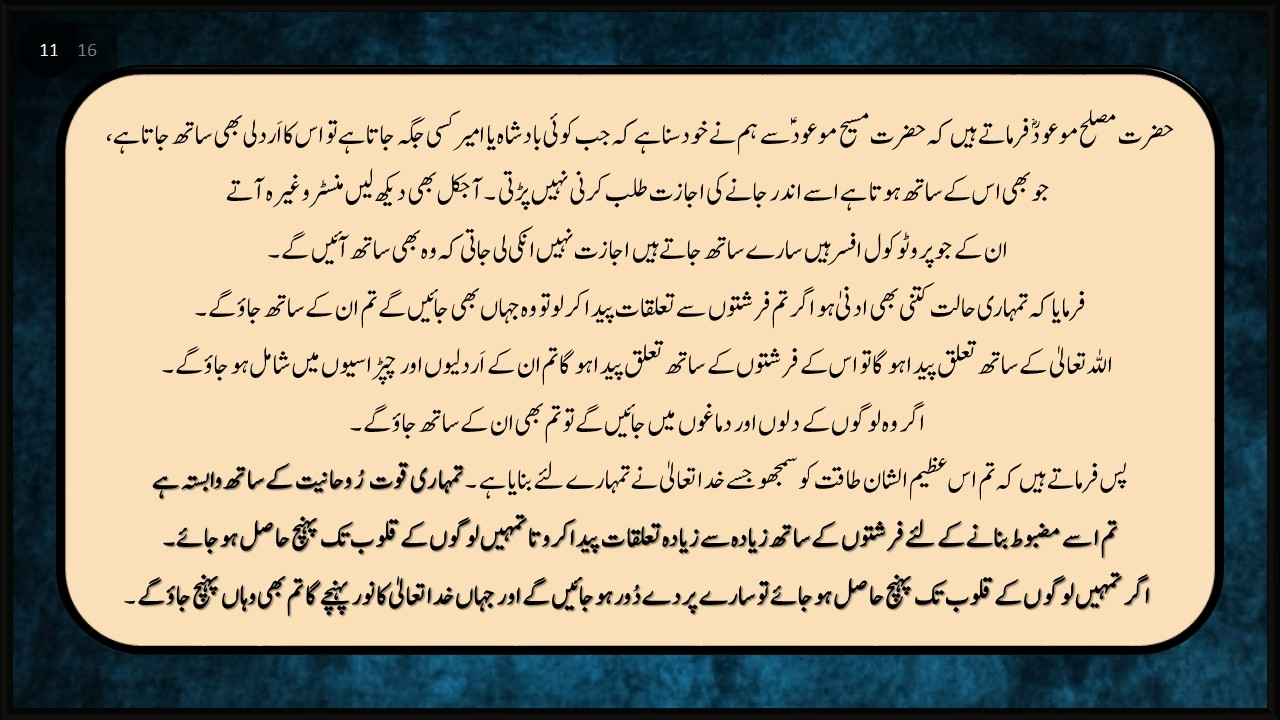 11 16
حضرت مصلح موعودؓ فرماتے ہیں کہ حضرت مسیح موعودؑ سے ہم نے خود سنا ہے کہ جب کوئی بادشاہ یا امیر کسی جگہ جاتا ہے تو اس کا اَردلی بھی ساتھ جاتا ہے،
جو بھی اس کے ساتھ ہوتا ہے اسے اندر جانے کی اجازت طلب کرنی نہیں پڑتی۔ آجکل بھی دیکھ لیں منسٹر وغیرہ آتے
ان کے جو پروٹوکول افسر ہیں سارے ساتھ جاتے ہیں اجازت نہیں انکی لی جاتی کہ وہ بھی ساتھ آئیں گے۔
فرمایا کہ تمہاری حالت کتنی بھی ادنیٰ ہو اگر تم فرشتوں سے تعلقات پیدا کر لو تو وہ جہاں بھی جائیں گے تم ان کے ساتھ جاؤ گے۔
اللہ تعالیٰ کے ساتھ تعلق پیدا ہو گا تو اس کے فرشتوں کے ساتھ تعلق پیدا ہو گا تم ان کے اَردلیوں اور چپڑاسیوں میں شامل ہو جاؤ گے۔
اگر وہ لوگوں کے دلوں اور دماغوں میں جائیں گے تو تم بھی ان کے ساتھ جاؤ گے۔
پس فرماتے ہیں کہ تم اس عظیم الشان طاقت کو سمجھو جسے خدا تعالیٰ نے تمہارے لئے بنایا ہے۔ تمہاری قوت رُوحانیت کے ساتھ وابستہ ہے
تم اسے مضبوط بنانے کے لئے فرشتوں کے ساتھ زیادہ سے زیادہ تعلقات پیدا کرو تا تمہیں لوگوں کے قلوب تک پہنچ حاصل ہو جائے۔
اگر تمہیں لوگوں کے قلوب تک پہنچ حاصل ہو جائے تو سارے پردے دُور ہو جائیں گے اور جہاں خدا تعالیٰ کا نور پہنچے گا تم بھی وہاں پہنچ جاؤ گے۔